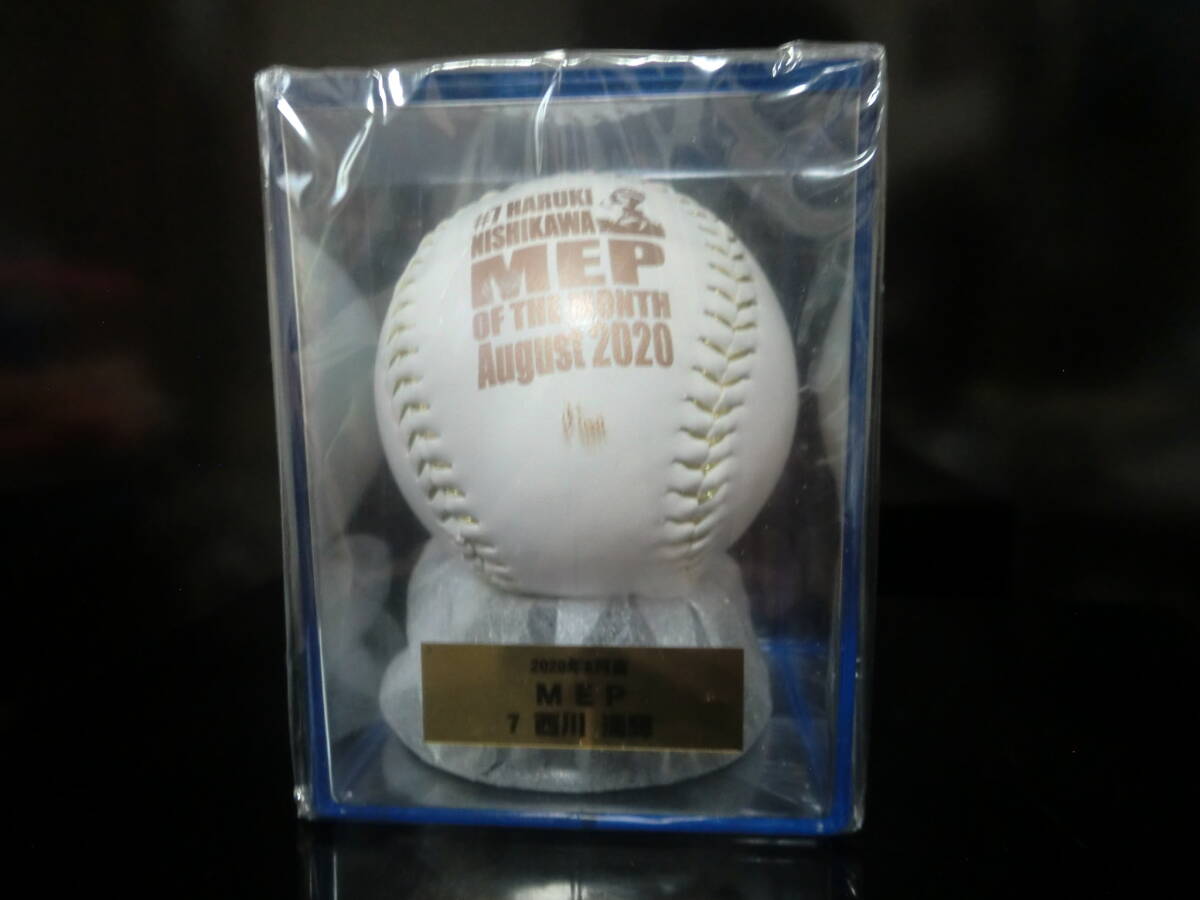 #7 HARUKI
NISHIKAWA
MEP
OF THE MONTH
August 2020
2020年8月度
MEP
7 西川 遥輝